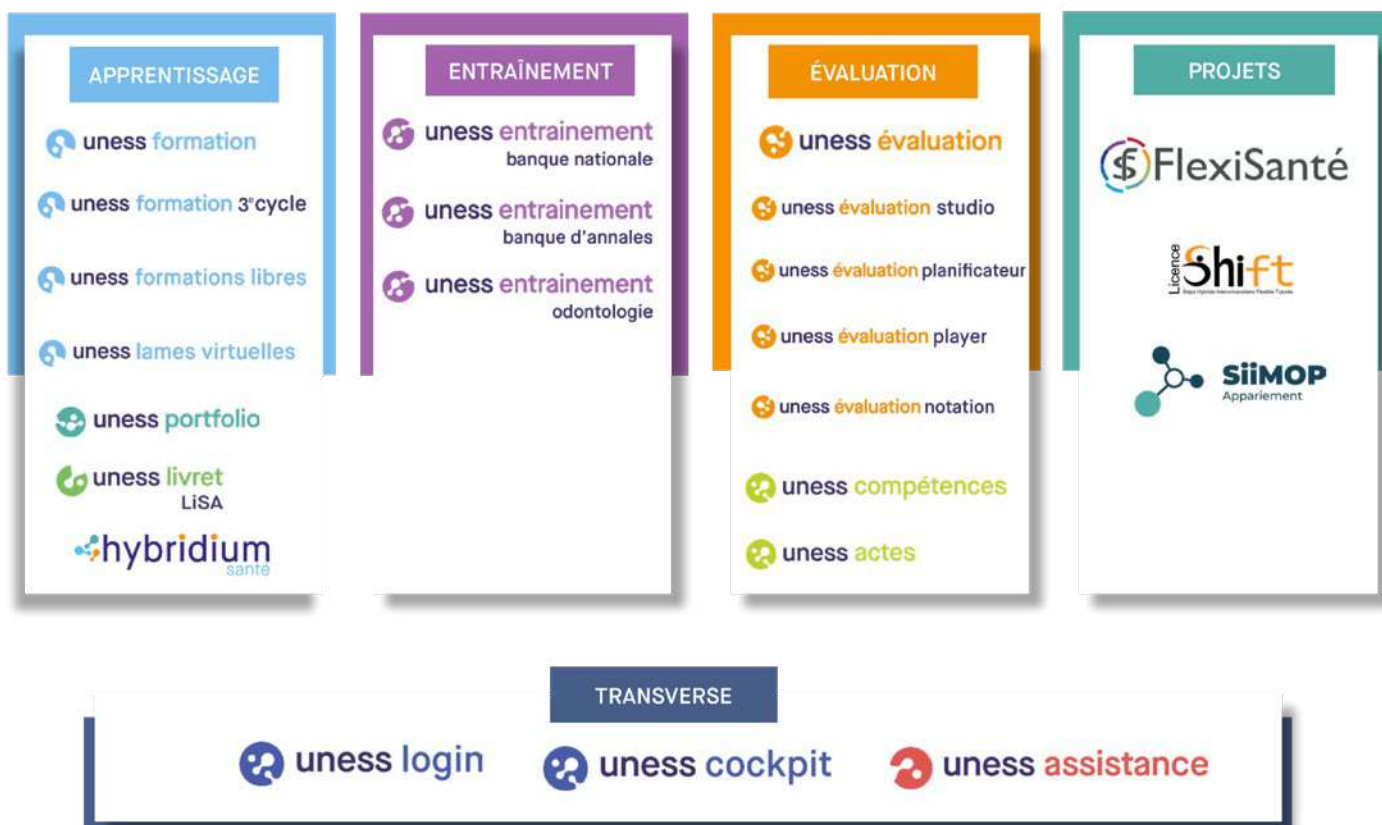 APPRENTISSAGE
uness formation
uness formation 3ᵉcycle
uness formations libres
uness lames virtuelles
uness portfolio
uness livret
LiSA
hybridium
santé
ENTRAÎNEMENT
uness entrainement
banque nationale
uness entrainement
banque d'annales
uness entrainement
odontologie
ÉVALUATION
uness évaluation
uness évaluation studio
uness évaluation planificateur
uness évaluation player
uness évaluation notation
uness compétences
uness actes
PROJETS
FlexiSanté
Licence
Shift
SiiMOP
Appariement
TRANSVERSE
uness login
uness cockpit
uness assistance